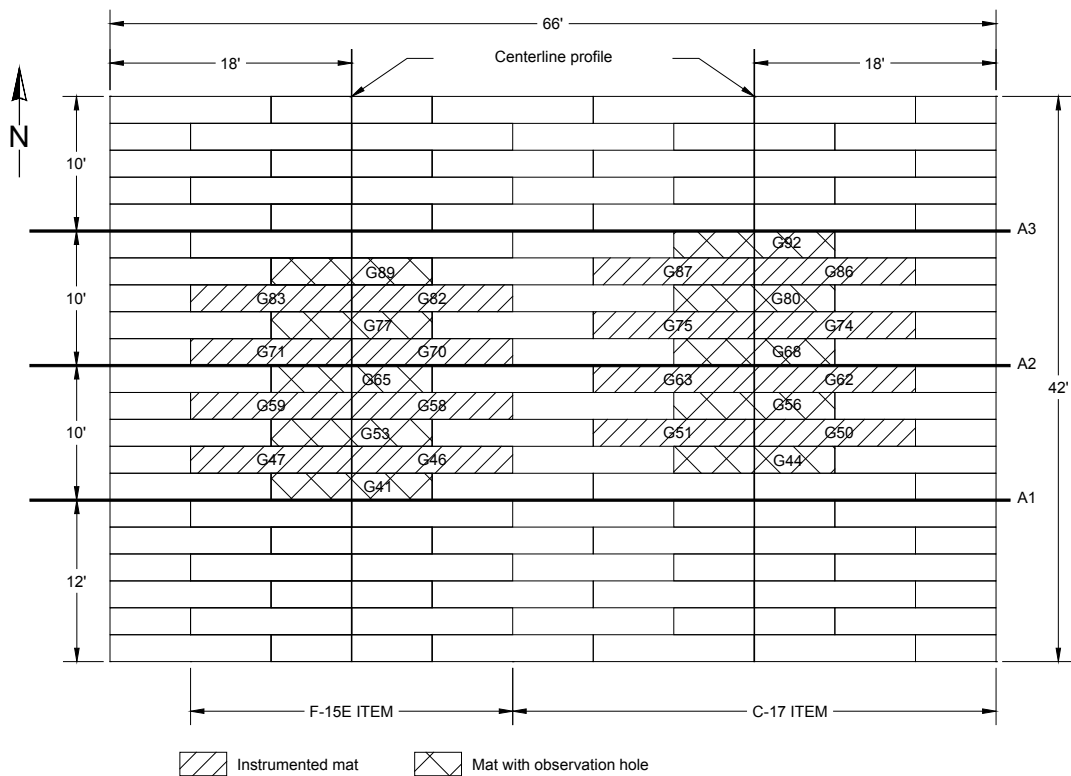 66'
18'
Centerline profile
18'
N
10'
A3
G92
G89
G87
G86
G83
G82
G80
10'
G77
G75
G74
G71
G70
G68
A2
G65
G63
G62
42'
G59
G58
G56
10'
G53
G51
G50
G47
G46
G44
G41
A1
12'
F-15E ITEM
C-17 ITEM
Instrumented mat
Mat with observation hole